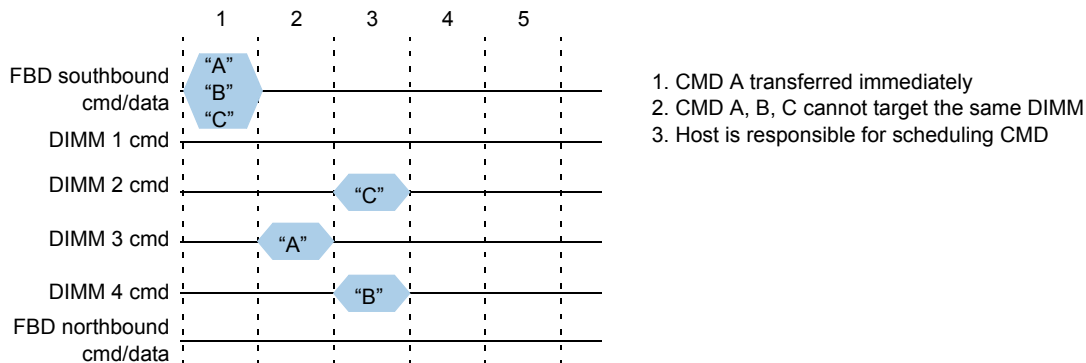 1 2 3 4 5
FBD southbound
cmd/data
“A”
“B”
“C”
DIMM 1 cmd
DIMM 2 cmd
“C”
DIMM 3 cmd
“A”
DIMM 4 cmd
“B”
FBD northbound
cmd/data
1. CMD A transferred immediately
2. CMD A, B, C cannot target the same DIMM
3. Host is responsible for scheduling CMD